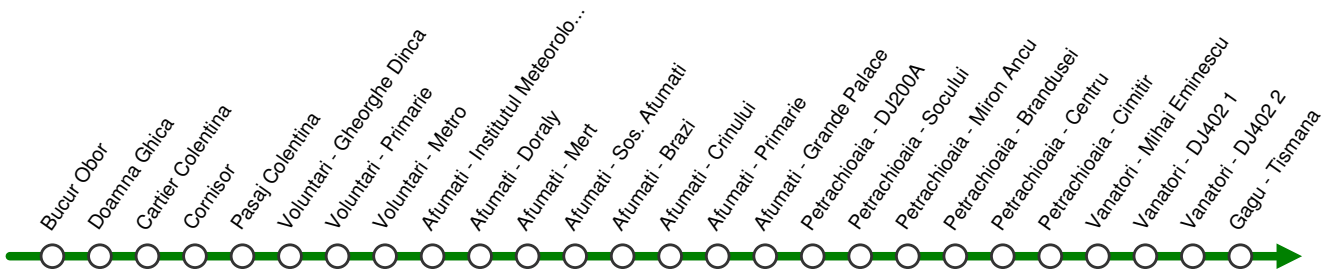 Bucur Obor
Doamna Ghica
Cartier Colentina
Cornisor
Pasaj Colentina
Voluntari - Gheorghe Dinca
Voluntari - Primarie
Voluntari - Metro
Afumati - Institutul Meteorolo...
Afumati - Doraly
Afumati - Mert
Afumati - Sos. Afumati
Afumati - Brazi
Afumati - Crinului
Afumati - Primarie
Afumati - Grande Palace
Petrachioaia - DJ200A
Petrachioaia - Socului
Petrachioaia - Miron Ancu
Petrachioaia - Brandusei
Petrachioaia - Centru
Petrachioaia - Cimitir
Vanatori - Mihai Eminescu
Vanatori - DJ402 1
Vanatori - DJ402 2
Gagu - Tismana